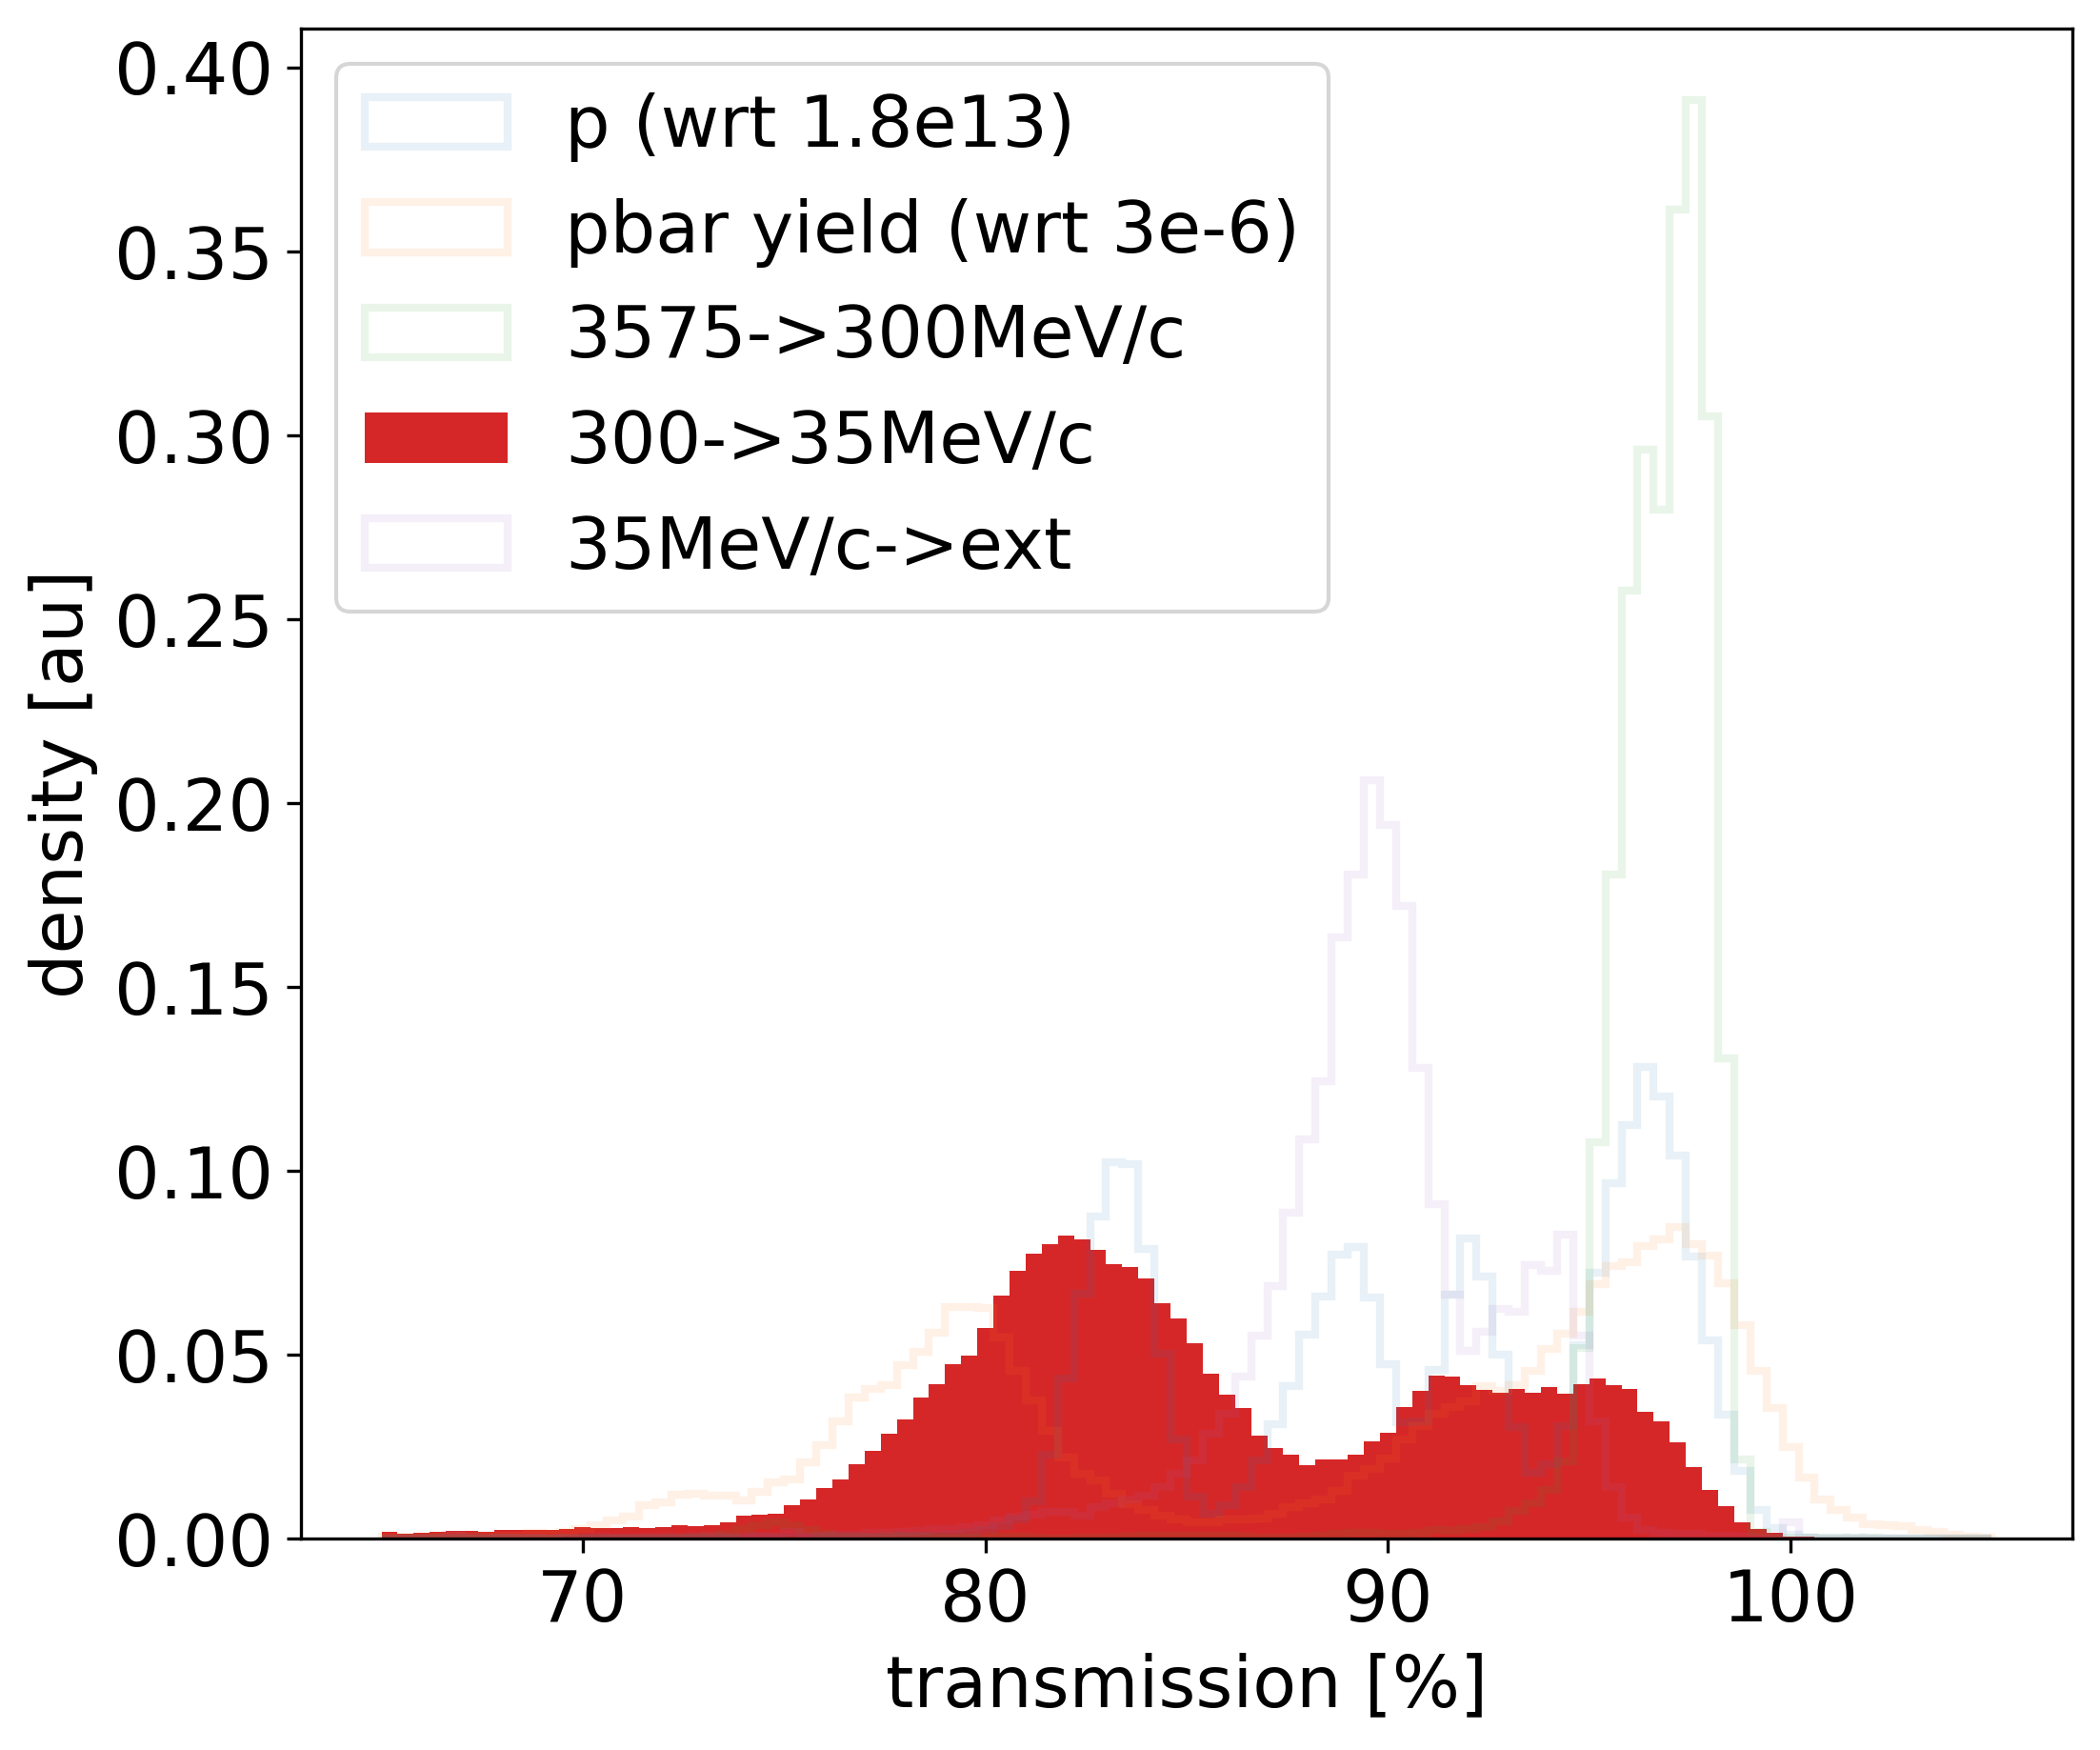 0.40
0.35
0.30
0.25
0.20
0.15
0.10
0.05
0.00
density [au]
p (wrt 1.8e13)
pbar yield (wrt 3e-6)
3575->300MeV/c
300->35MeV/c
35MeV/c->ext
70
80
90
100
transmission [%]